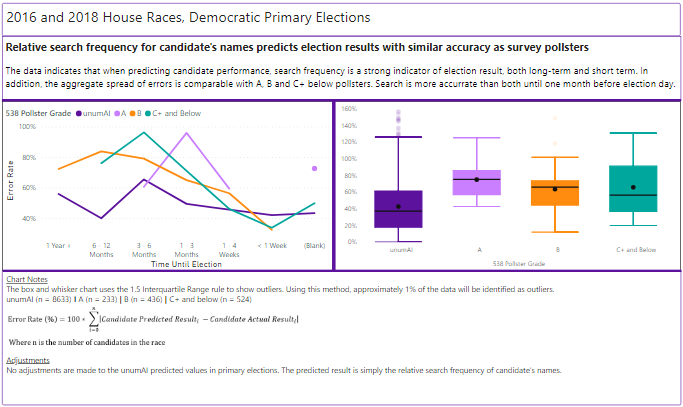 2016 and 2018 House Races, Democratic Primary Elections
Relative search frequency for candidate's names predicts election results with similar accuracy as survey pollsters
The data indicates that when predicting candidate performance, search frequency is a strong indicator of election result, both long-term and short term. In
addition, the aggregate spread of errors is comparable with A, B and C+ below pollsters. Search is more accurrate than both until one month before election day.
538 Pollster Grade unumAI A B C+ and Below
100%
80%
60%
40%
Error Rate
1 Year + 6 - 12 Months 3 - 6 Months 1 - 3 Months 1 - 4 Weeks < 1 Week (Blank)
Time Until Election
160%
140%
120%
100%
80%
60%
40%
20%
0%
unumAI A B C+ and Below
538 Pollster Grade
Chart Notes
The box and whisker chart uses the 1.5 Interquartile Range rule to show outliers. Using this method, approximately 1% of the data will be identified as outliers.
unumAI (n = 8633) I A (n = 233) | B (n = 436) | C+ and below (n = 524)
Error Rate (%) = 100 * ∑|Candidate Predicted Result_i − Candidate Actual Result_i|
Where n is the number of candidates in the race
Adjustments
No adjustments are made to the unumAI predicted values in primary elections. The predicted result is simply the relative search frequency of candidate's names.